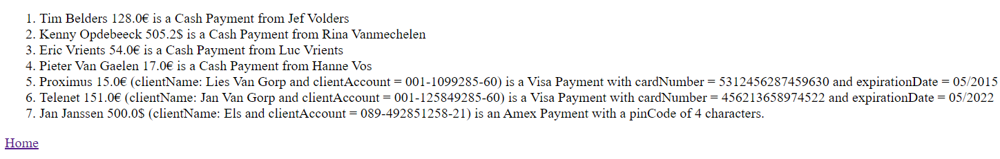 1. Tim Belders 128.0€ is a Cash Payment from Jef Volders
2. Kenny Opdebeeck 505.2$ is a Cash Payment from Rina Vanmechelen
3. Eric Vrients 54.0€ is a Cash Payment from Luc Vrients
4. Pieter Van Gaelen 17.0€ is a Cash Payment from Hanne Vos
5. Proximus 15.0€ (clientName: Lies Van Gorp and clientAccount = 001-1099285-60) is a Visa Payment with cardNumber = 5312456287459630 and expirationDate = 05/2015
6. Telenet 151.0€ (clientName: Jan Van Gorp and clientAccount = 001-125849285-60) is a Visa Payment with cardNumber = 456213658974522 and expirationDate = 05/2022
7. Jan Janssen 500.0$ (clientName: Els and clientAccount = 089-492851258-21) is an Amex Payment with a pinCode of 4 characters.
Home